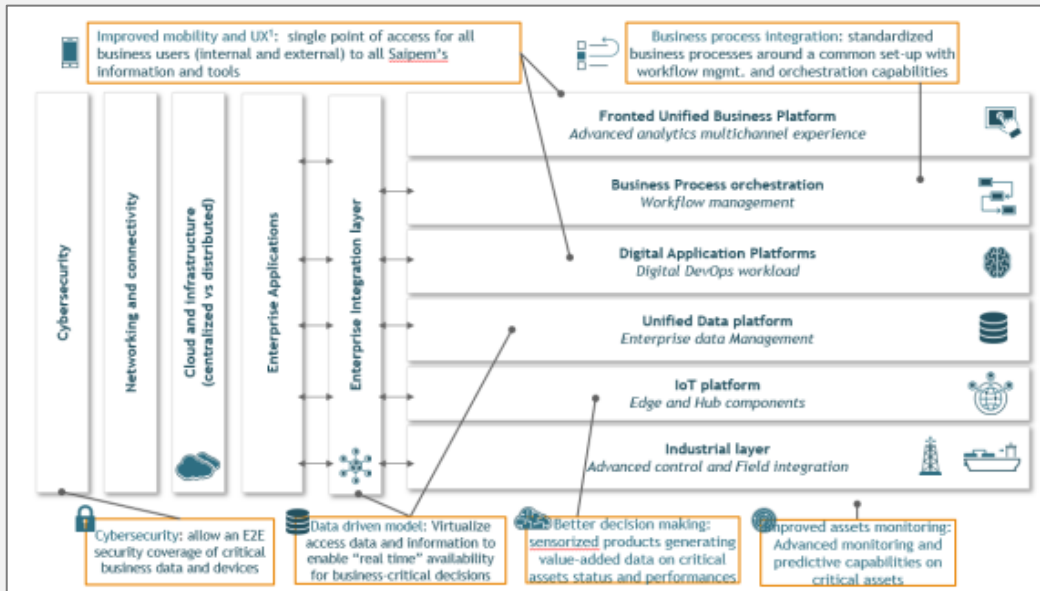 Improved mobility and UX¹: single point of access for all
business users (internal and external) to all Saipem's
information and tools
Business process integration: standardized
business processes around a common set-up with
workflow mgmt. and orchestration capabilities
Cybersecurity
Networking and connectivity
Cloud and infrastructure
(centralized vs distributed)
Enterprise Applications
Enterprise Integration layer
Fronted Unified Business Platform
Advanced analytics multichannel experience
Business Process orchestration
Workflow management
Digital Application Platforms
Digital DevOps workload
Unified Data platform
Enterprise data Management
IoT platform
Edge and Hub components
Industrial layer
Advanced control and Field integration
Cybersecurity: allow an E2E
security coverage of critical
business data and devices
Data driven model: Virtualize
access data and information to
enable "real time" availability
for business-critical decisions
Better decision making:
sensorized products generating
value-added data on critical
assets status and performances
Improved assets monitoring:
Advanced monitoring and
predictive capabilities on
critical assets